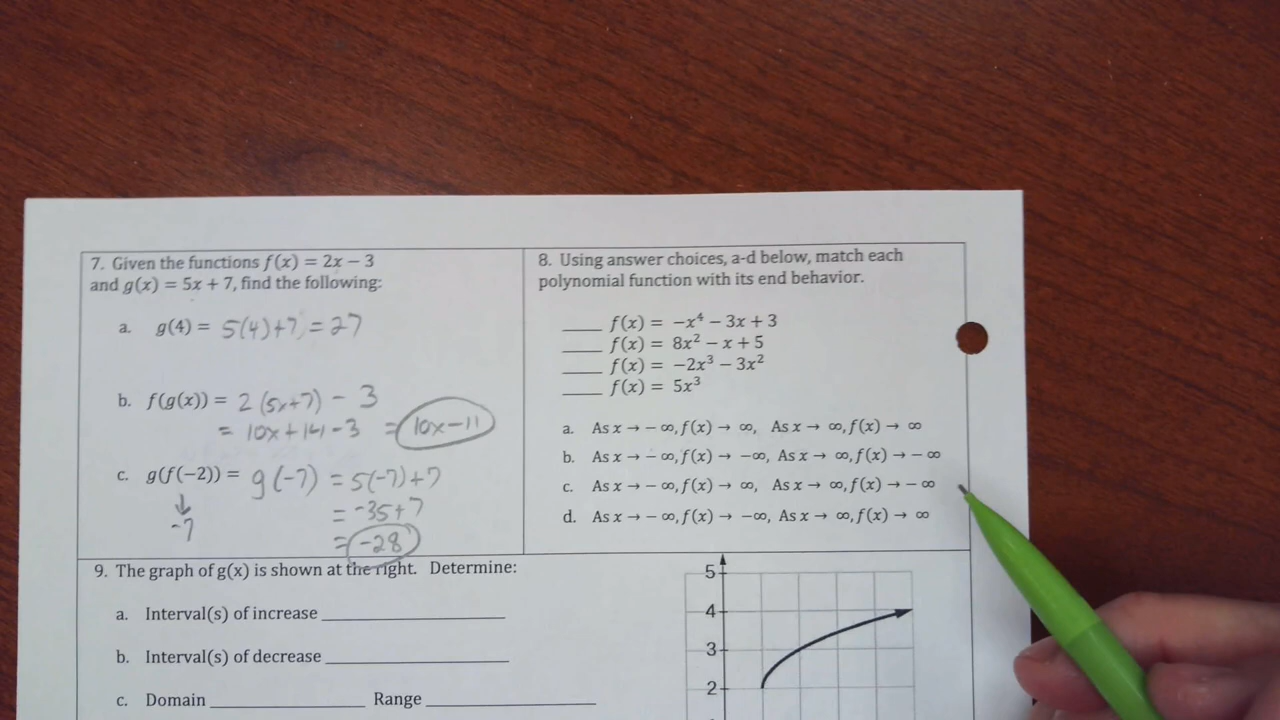 7. Given the functions f(x) = 2x − 3
and g(x) = 5x + 7, find the following:
a. g(4) = 5(4)+7 = 27
b. f(g(x)) = 2(5x+7) - 3
= 10x+14-3 = 10x-11
c. g(f(−2)) = g(-7) = 5(-7)+7
↓
-7
= -35+7
= -28
8. Using answer choices, a-d below, match each
polynomial function with its end behavior.
____ f(x) = −x⁴ − 3x + 3
____ f(x) = 8x² − x + 5
____ f(x) = −2x³ − 3x²
____ f(x) = 5x³
a. As x → − ∞, f(x) → ∞, As x → ∞, f(x) → ∞
b. As x → − ∞, f(x) → −∞, As x → ∞, f(x) → − ∞
c. As x → − ∞, f(x) → ∞, As x → ∞, f(x) → − ∞
d. As x → − ∞, f(x) → −∞, As x → ∞, f(x) → ∞
9. The graph of g(x) is shown at the right. Determine:
a. Interval(s) of increase ____________________
b. Interval(s) of decrease ____________________
c. Domain ________________ Range __________________
5
4
3
2